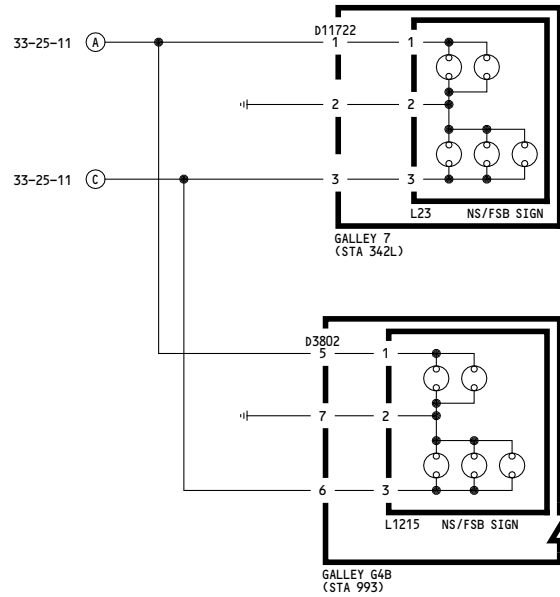 D11722
33-25-11 A 1 1
2 2
33-25-11 C 3 3
L23 NS/FSB SIGN
GALLEY 7
(STA 342L)
D3802
5 1
7 2
6 3
L1215 NS/FSB SIGN
GALLEY G4B
(STA 993)